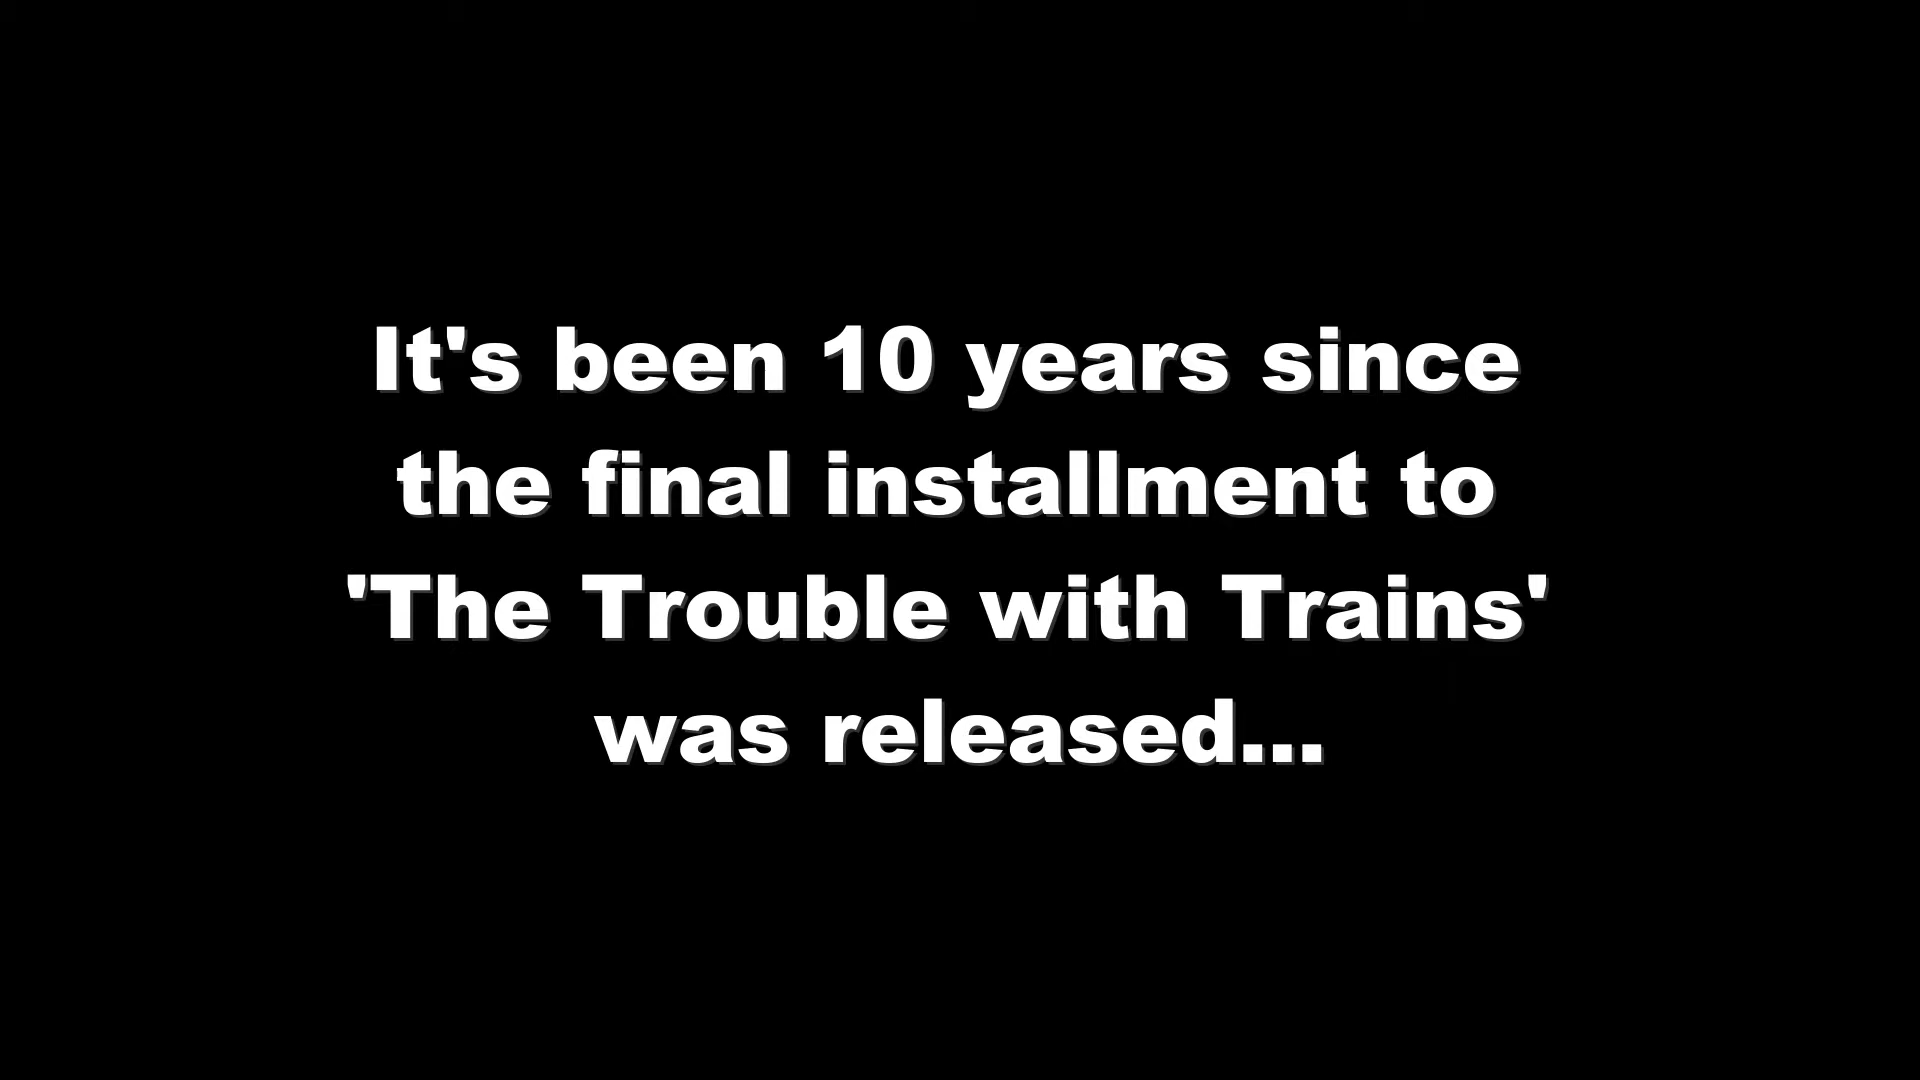 It's been 10 years since
the final installment to
'The Trouble with Trains'
was released...